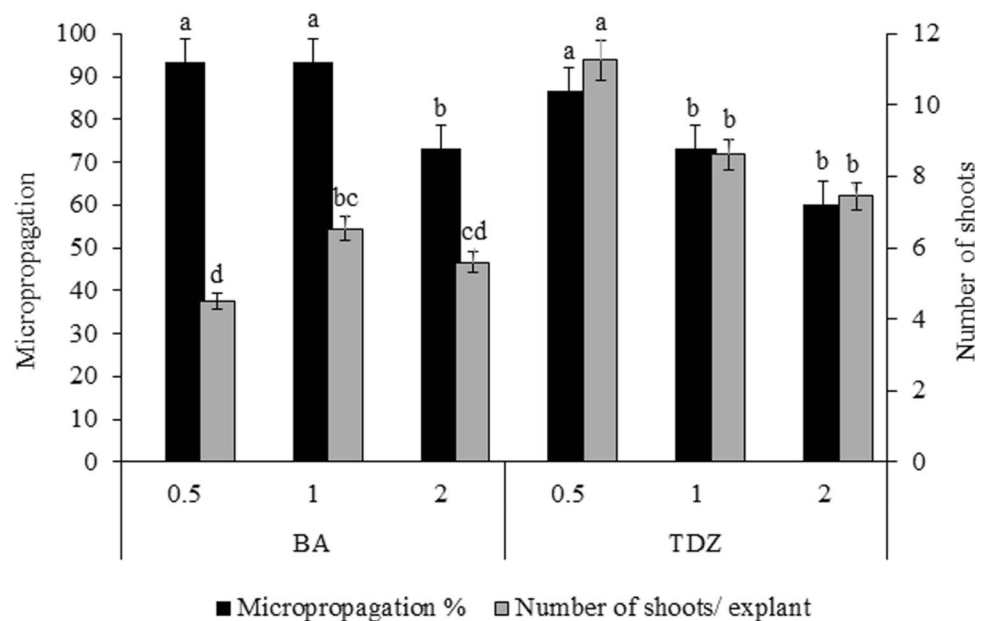 a a a a
100 12
90 b b b 10
80 b b
70 bc 8
60 cd
50 d 6
40
30 4
20 2
10
0 0
0.5 1 2 0.5 1 2
BA TDZ
Micropropagation
Number of shoots
Micropropagation % Number of shoots/ explant